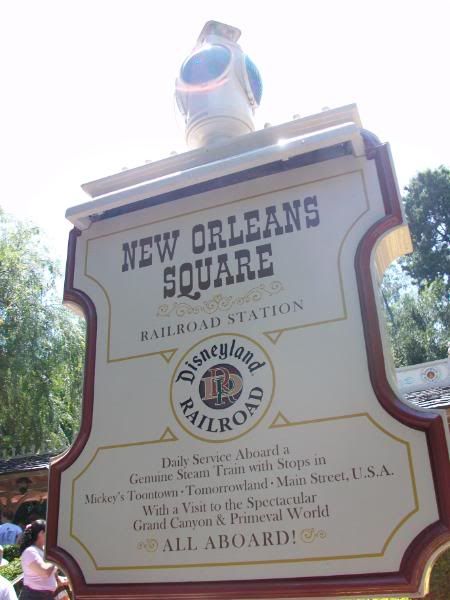 NEW ORLEANS
SQUARE
RAILROAD STATION
Disneyland
DRR
RAILROAD
Daily Service Aboard a
Genuine Steam Train with Stops in
Mickey's Toontown · Tomorrowland · Main Street, U.S.A.
With a Visit to the Spectacular
Grand Canyon & Primeval World
ALL ABOARD!